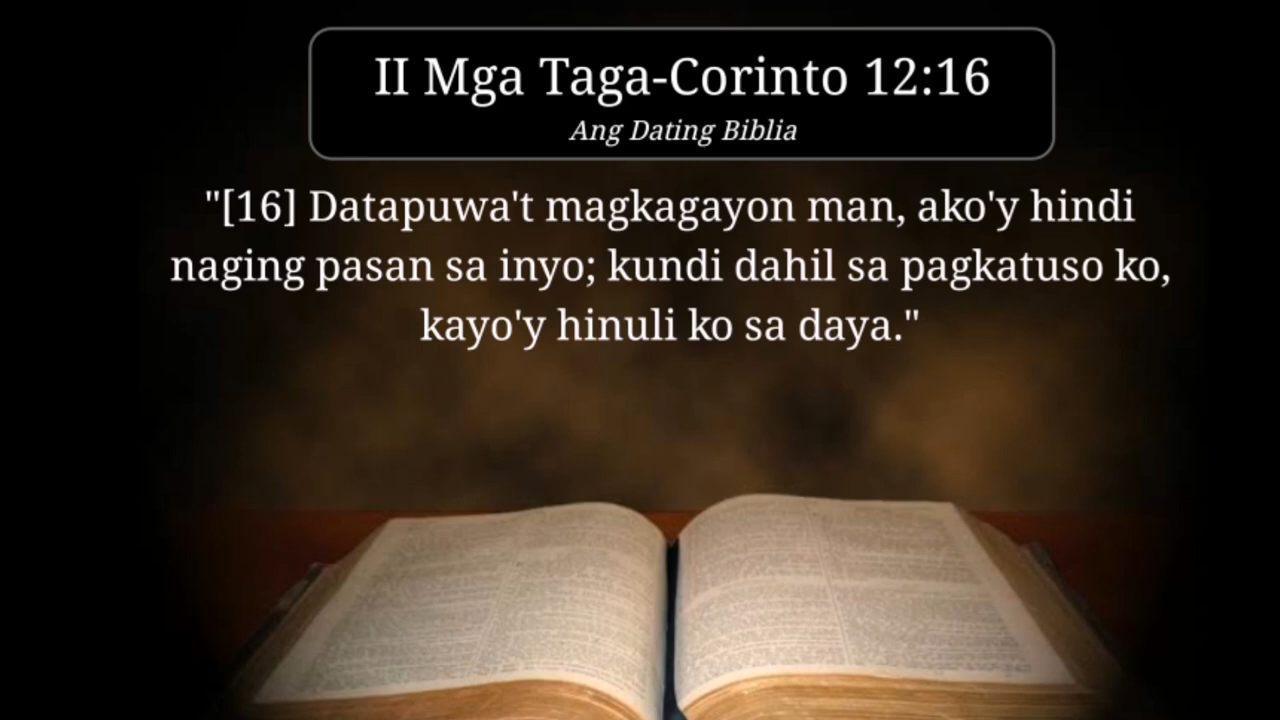 II Mga Taga-Corinto 12:16
Ang Dating Biblia
"[16] Datapuwa't magkagayon man, ako'y hindi
naging pasan sa inyo; kundi dahil sa pagkatuso ko,
kayo'y hinuli ko sa daya."